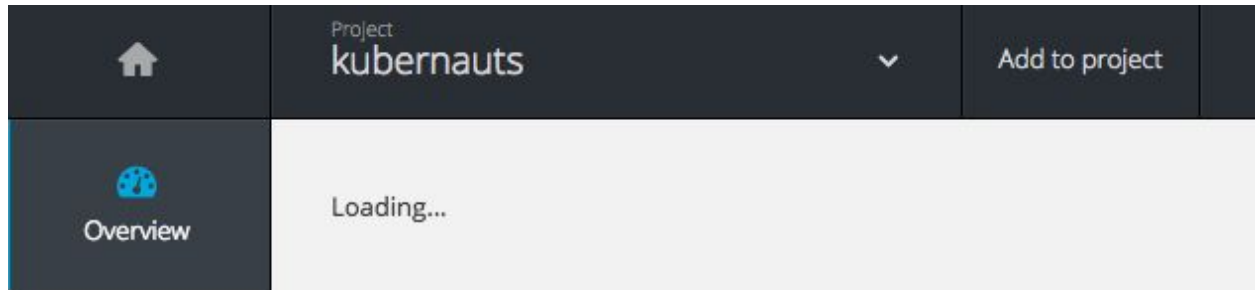 Project
kubernauts
Add to project
Overview
Loading...